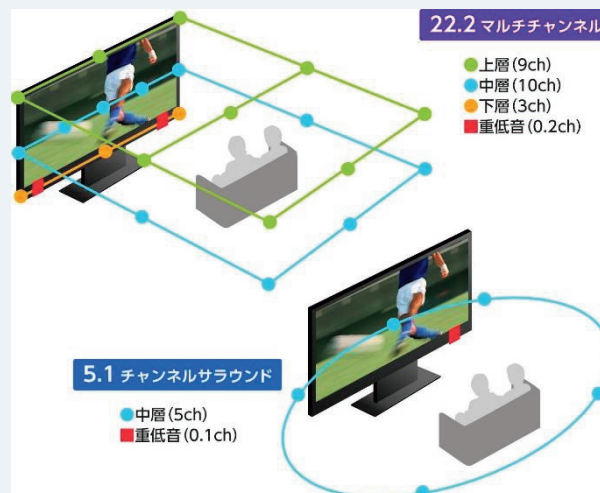 22.2 マルチチャンネル
上層(9ch)
中層(10ch)
下層(3ch)
重低音(0.2ch)
5.1 チャンネルサラウンド
中層(5ch)
重低音(0.1ch)